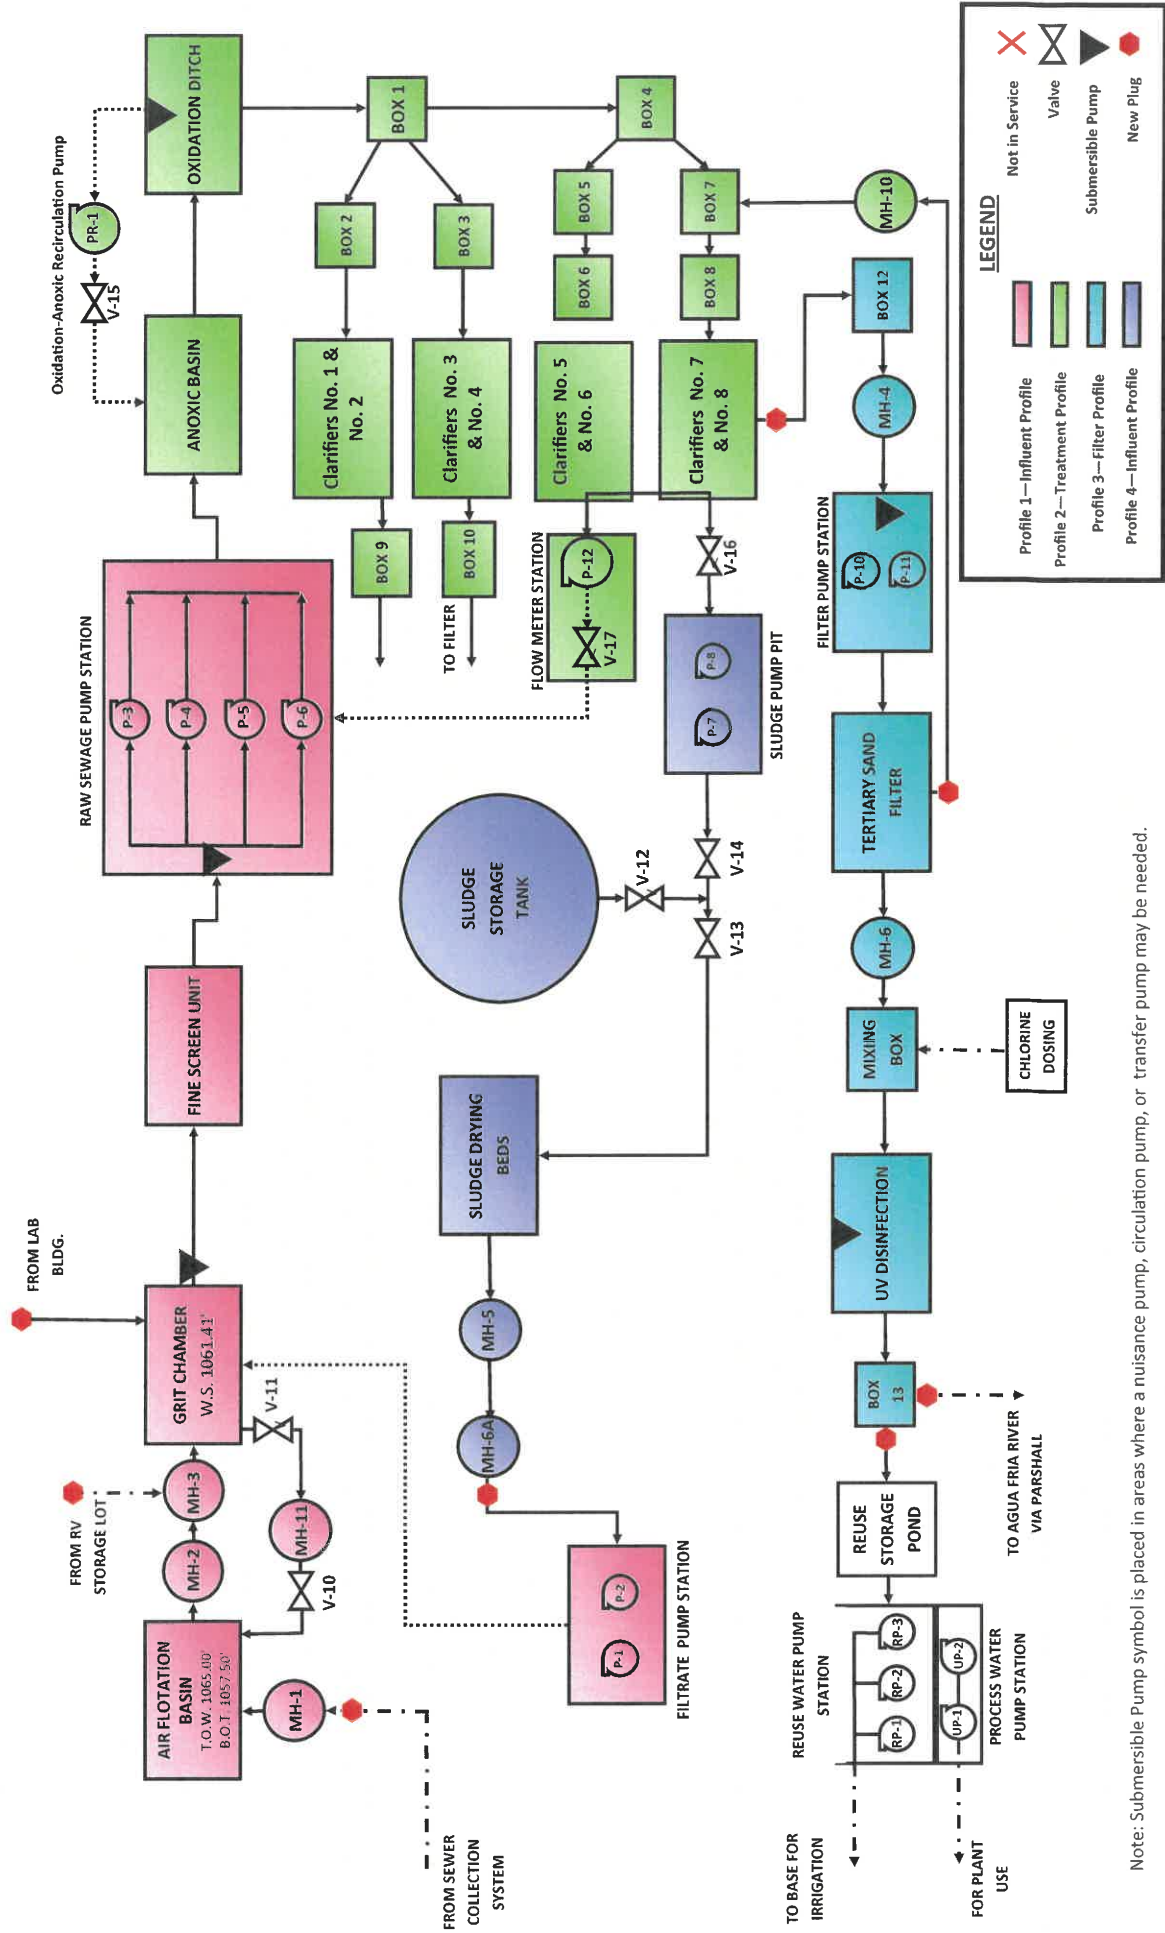 FROM LAB
BLDG.
FROM RV
STORAGE LOT
AIR FLOTATION
BASIN
T.O.W. 1065.00'
B.O.T. 1057.50'
MH-1
FROM SEWER
COLLECTION
SYSTEM
MH-2
MH-3
GRIT CHAMBER
W.S. 1061.41'
V-11
MH-11
V-10
FINE SCREEN UNIT
RAW SEWAGE PUMP STATION
P-3
P-4
P-5
P-6
ANOXIC BASIN
Oxidation-Anoxic Recirculation Pump
V-15
PR-1
OXIDATION DITCH
BOX 1
BOX 2
BOX 3
BOX 4
BOX 5
BOX 6
BOX 7
BOX 8
Clarifiers No. 1 &
No. 2
Clarifiers No. 3
& No. 4
Clarifiers No. 5
& No. 6
Clarifiers No. 7
& No. 8
BOX 9
BOX 10
TO FILTER
FLOW METER STATION
P-12
V-17
V-16
SLUDGE PUMP PIT
P-7
P-8
SLUDGE
STORAGE
TANK
V-12
V-14
V-13
SLUDGE DRYING
BEDS
MH-5
MH-6A
FILTRATE PUMP STATION
P-1
P-2
MH-10
BOX 12
MH-4
FILTER PUMP STATION
P-10
P-11
TERTIARY SAND
FILTER
MH-6
MIXING
BOX
CHLORINE
DOSING
UV DISINFECTION
BOX
13
TO AGUA FRIA RIVER
VIA PARSHALL
REUSE
STORAGE
POND
REUSE WATER PUMP
STATION
RP-1
RP-2
RP-3
UP-1
UP-2
PROCESS WATER
PUMP STATION
TO BASE FOR
IRRIGATION
FOR PLANT
USE
LEGEND
Profile 1—Influent Profile
Profile 2—Treatment Profile
Profile 3—Filter Profile
Profile 4—Influent Profile
Not in Service
Valve
Submersible Pump
New Plug
Note: Submersible Pump symbol is placed in areas where a nuisance pump, circulation pump, or transfer pump may be needed.